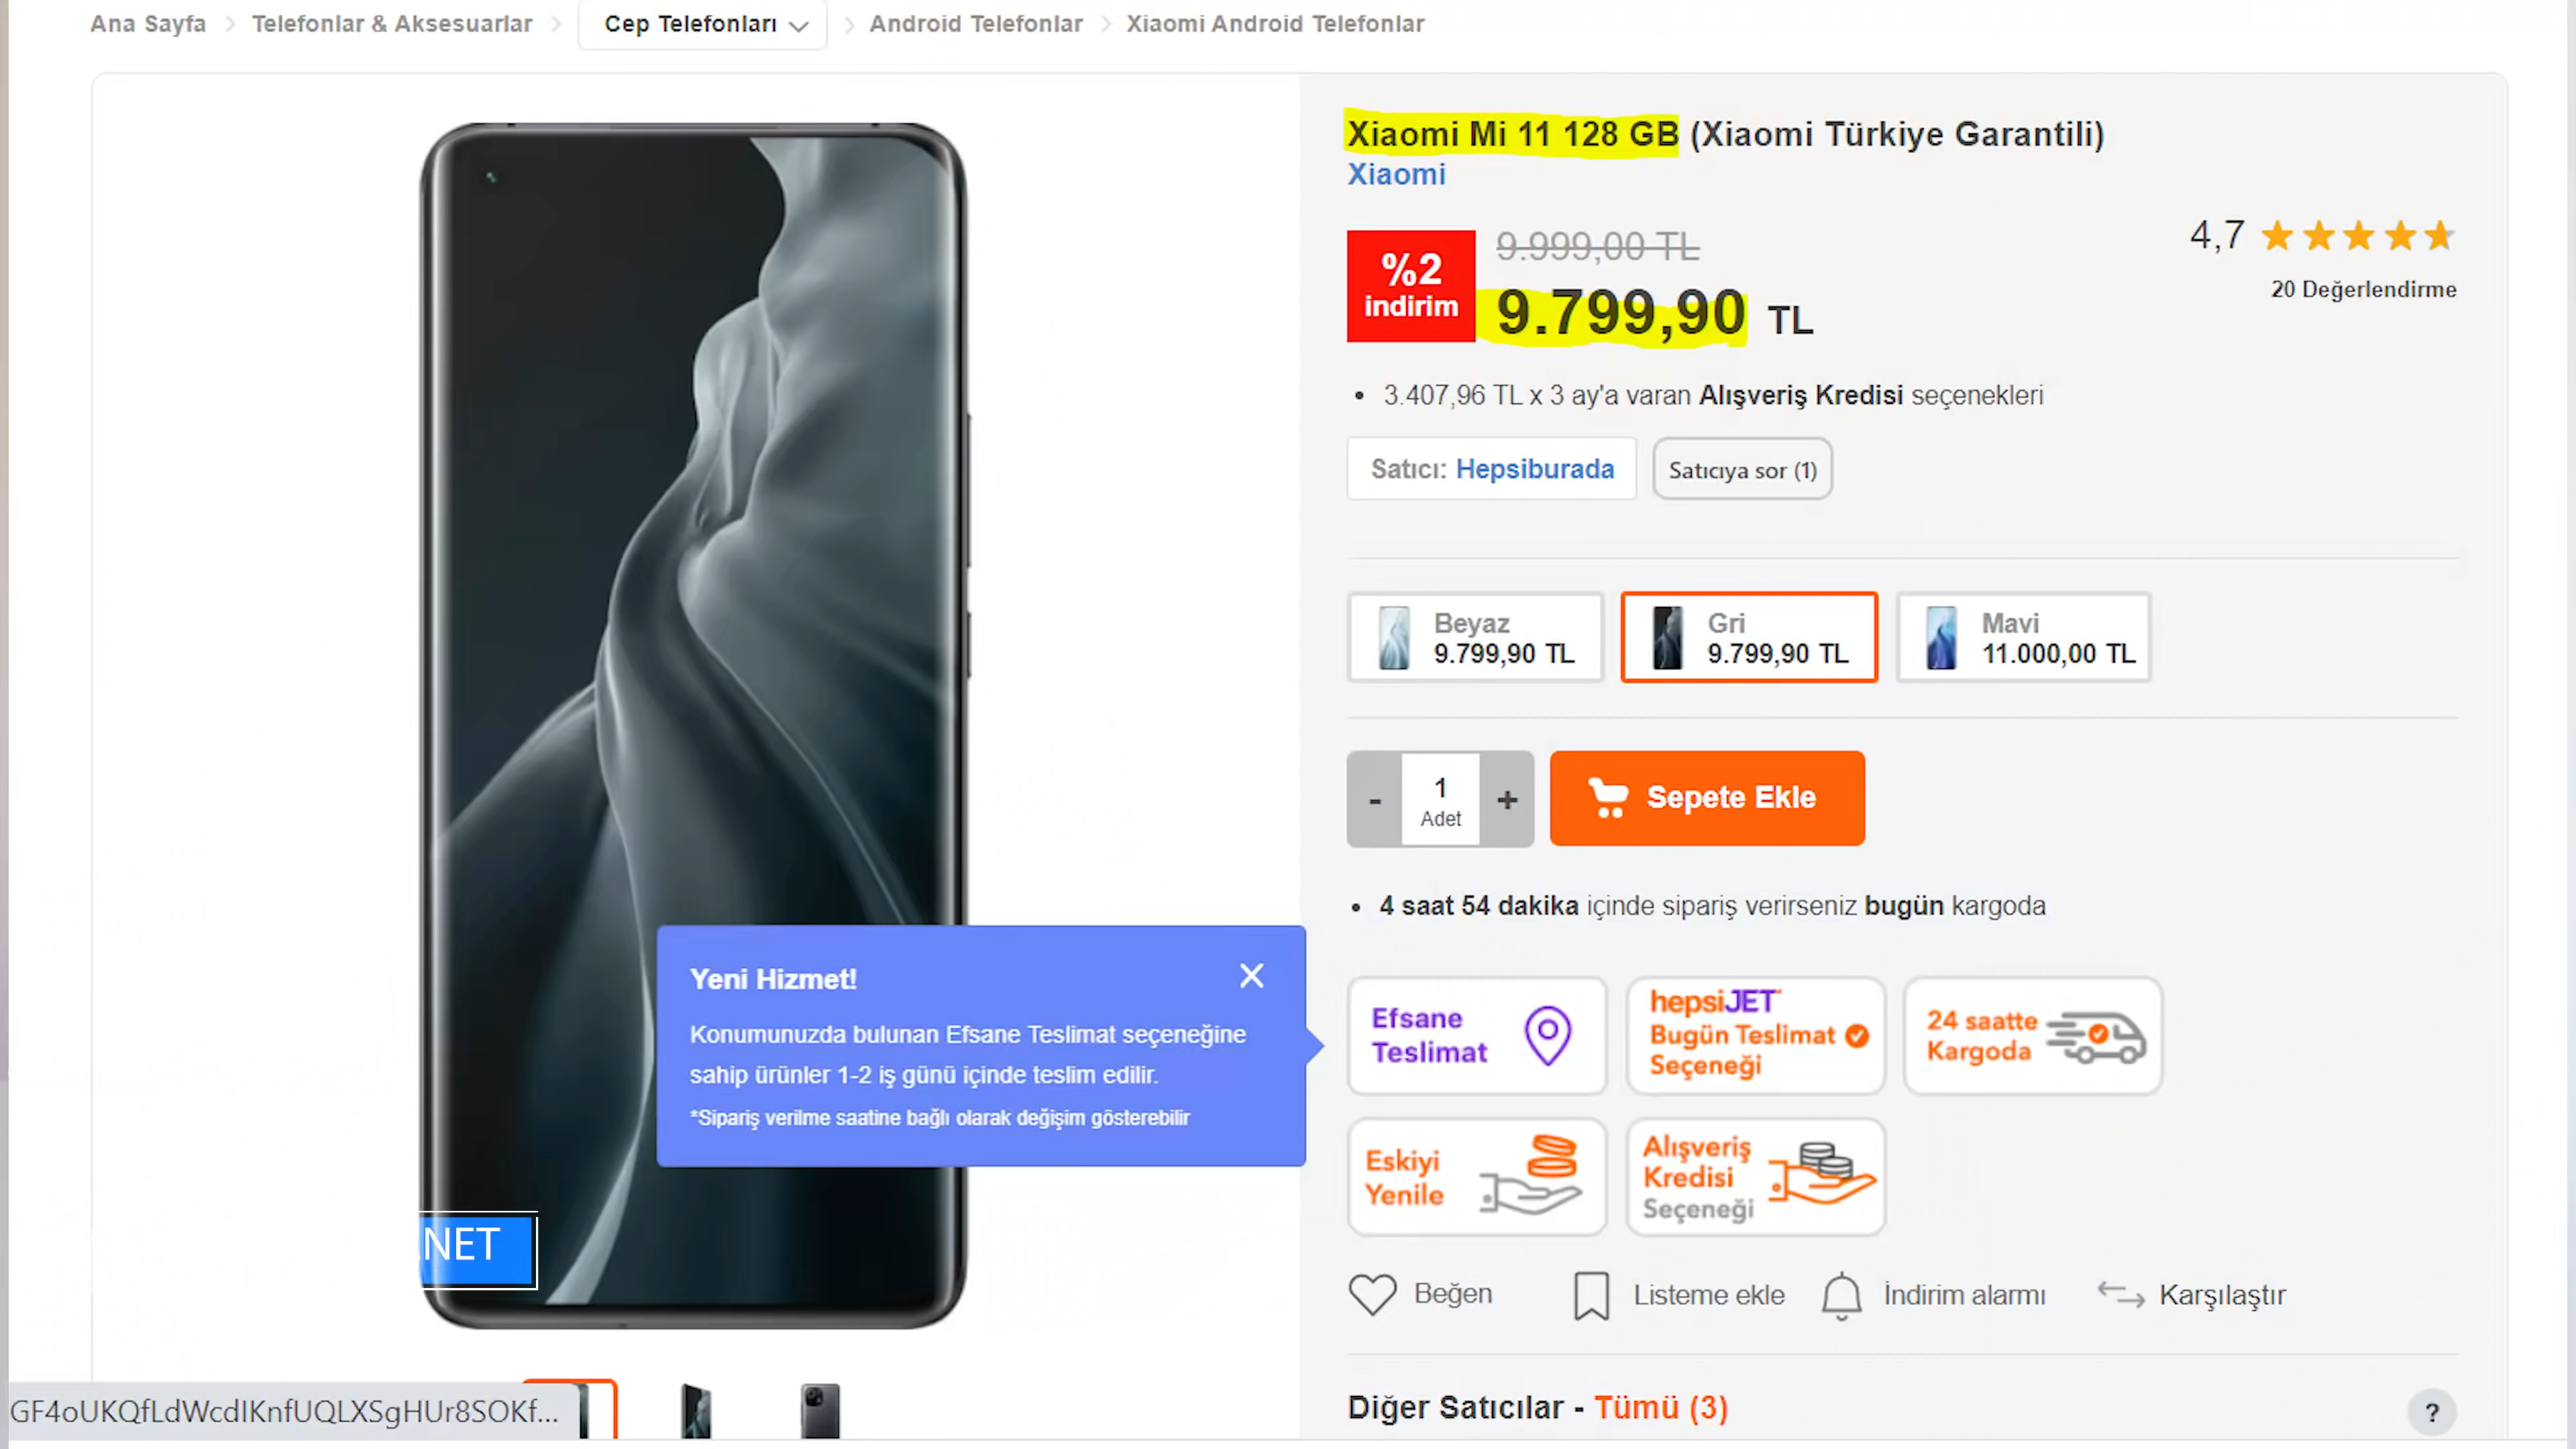 Ana Sayfa > Telefonlar & Aksesuarlar > Cep Telefonları > Android Telefonlar > Xiaomi Android Telefonlar
Xiaomi Mi 11 128 GB (Xiaomi Türkiye Garantili)
Xiaomi
%2
indirim
9.999,00 TL
9.799,90 TL
4,7
20 Değerlendirme
• 3.407,96 TL x 3 ay'a varan Alışveriş Kredisi seçenekleri
Satıcı: Hepsiburada
Satıcıya sor (1)
Beyaz
9.799,90 TL
Gri
9.799,90 TL
Mavi
11.000,00 TL
- 1 +
Adet
Sepete Ekle
• 4 saat 54 dakika içinde sipariş verirseniz bugün kargoda
Yeni Hizmet!
Konumunuzda bulunan Efsane Teslimat seçeneğine
sahip ürünler 1-2 iş günü içinde teslim edilir.
*Sipariş verilme saatine bağlı olarak değişim gösterebilir
Efsane
Teslimat
hepsiJET
Bugün Teslimat
Seçeneği
24 saatte
Kargoda
Eskiyi
Yenile
Alışveriş
Kredisi
Seçeneği
NET
Beğen
Listeme ekle
İndirim alarmı
Karşılaştır
Diğer Satıcılar - Tümü (3)
?
GF4oUKQfLdWcdIKnfUQLXSgHUr8SOKf...